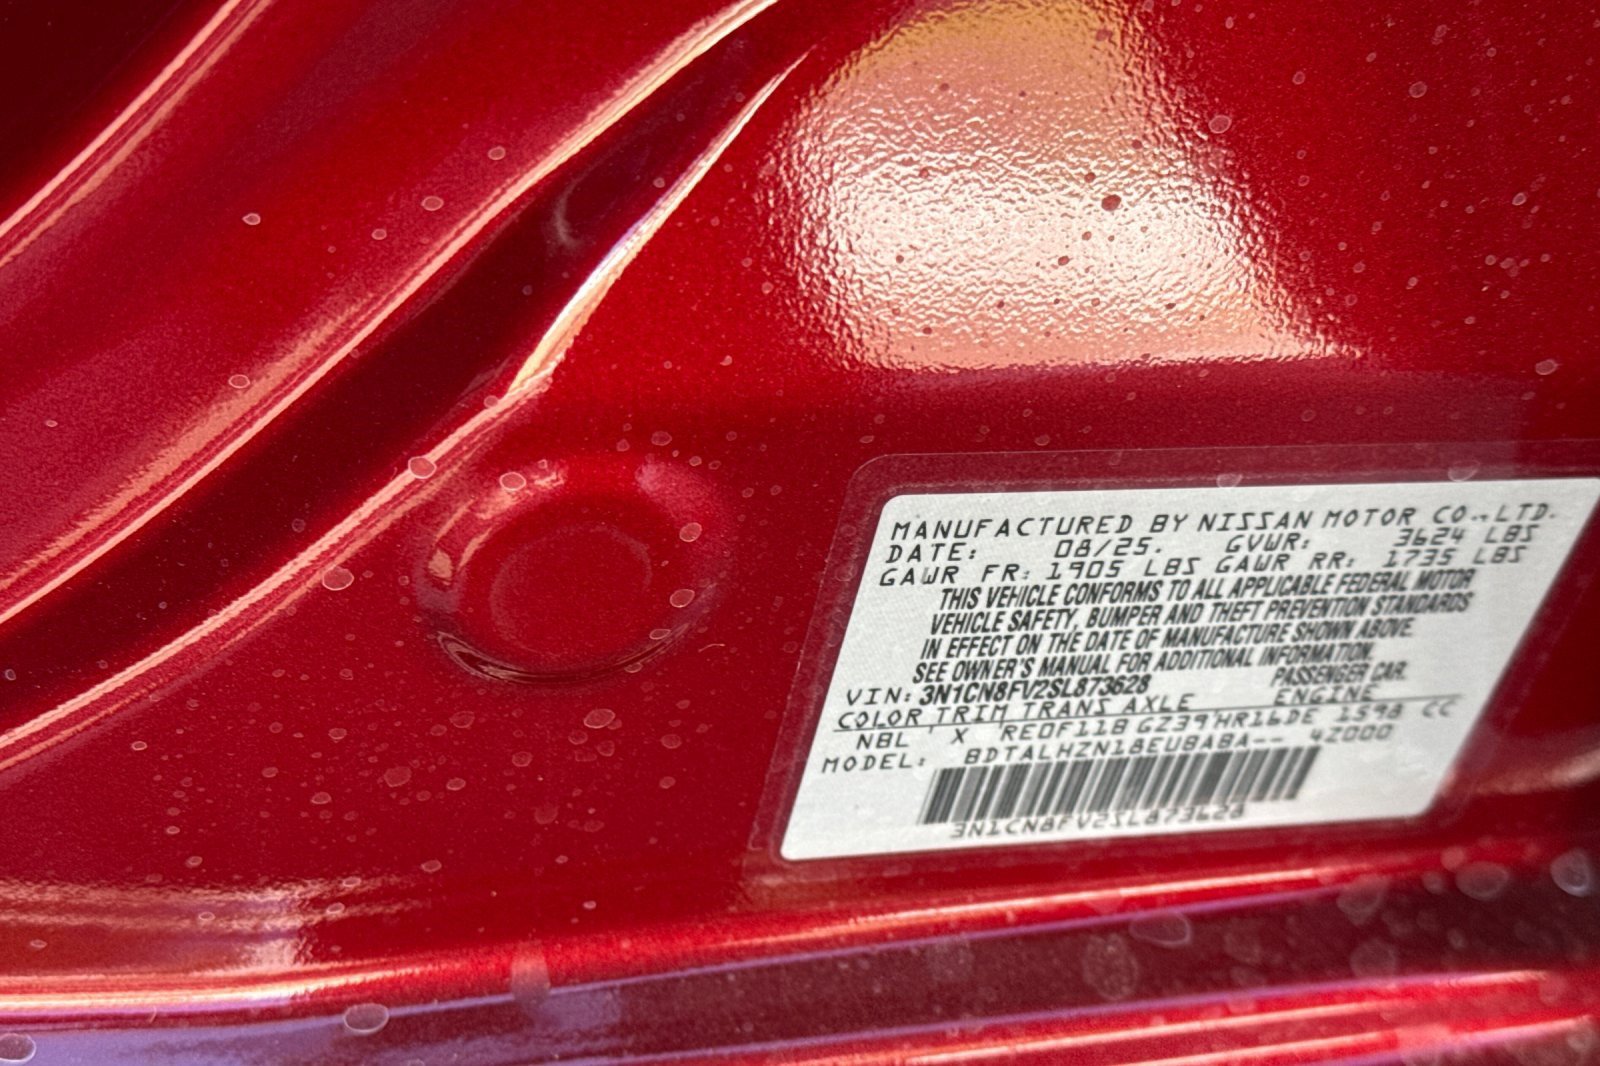 MANUFACTURED BY NISSAN MOTOR CO., LTD.
DATE: 08/25. GVWR: 3624 LBS
GAWR FR: 1905 LBS GAWR RR: 1735 LBS
THIS VEHICLE CONFORMS TO ALL APPLICABLE FEDERAL MOTOR
VEHICLE SAFETY, BUMPER AND THEFT PREVENTION STANDARDS
IN EFFECT ON THE DATE OF MANUFACTURE SHOWN ABOVE.
SEE OWNER'S MANUAL FOR ADDITIONAL INFORMATION.
VIN: 3N1CN8FV2SL873628 PASSENGER CAR.
COLOR TRIM TRANS AXLE ENGINE
NBL X RE0F11B GZ39 HR16DE 1598 CC
MODEL: BDTALHZN18EU8ABA-- 4Z000
3N1CN8FV2SL873628